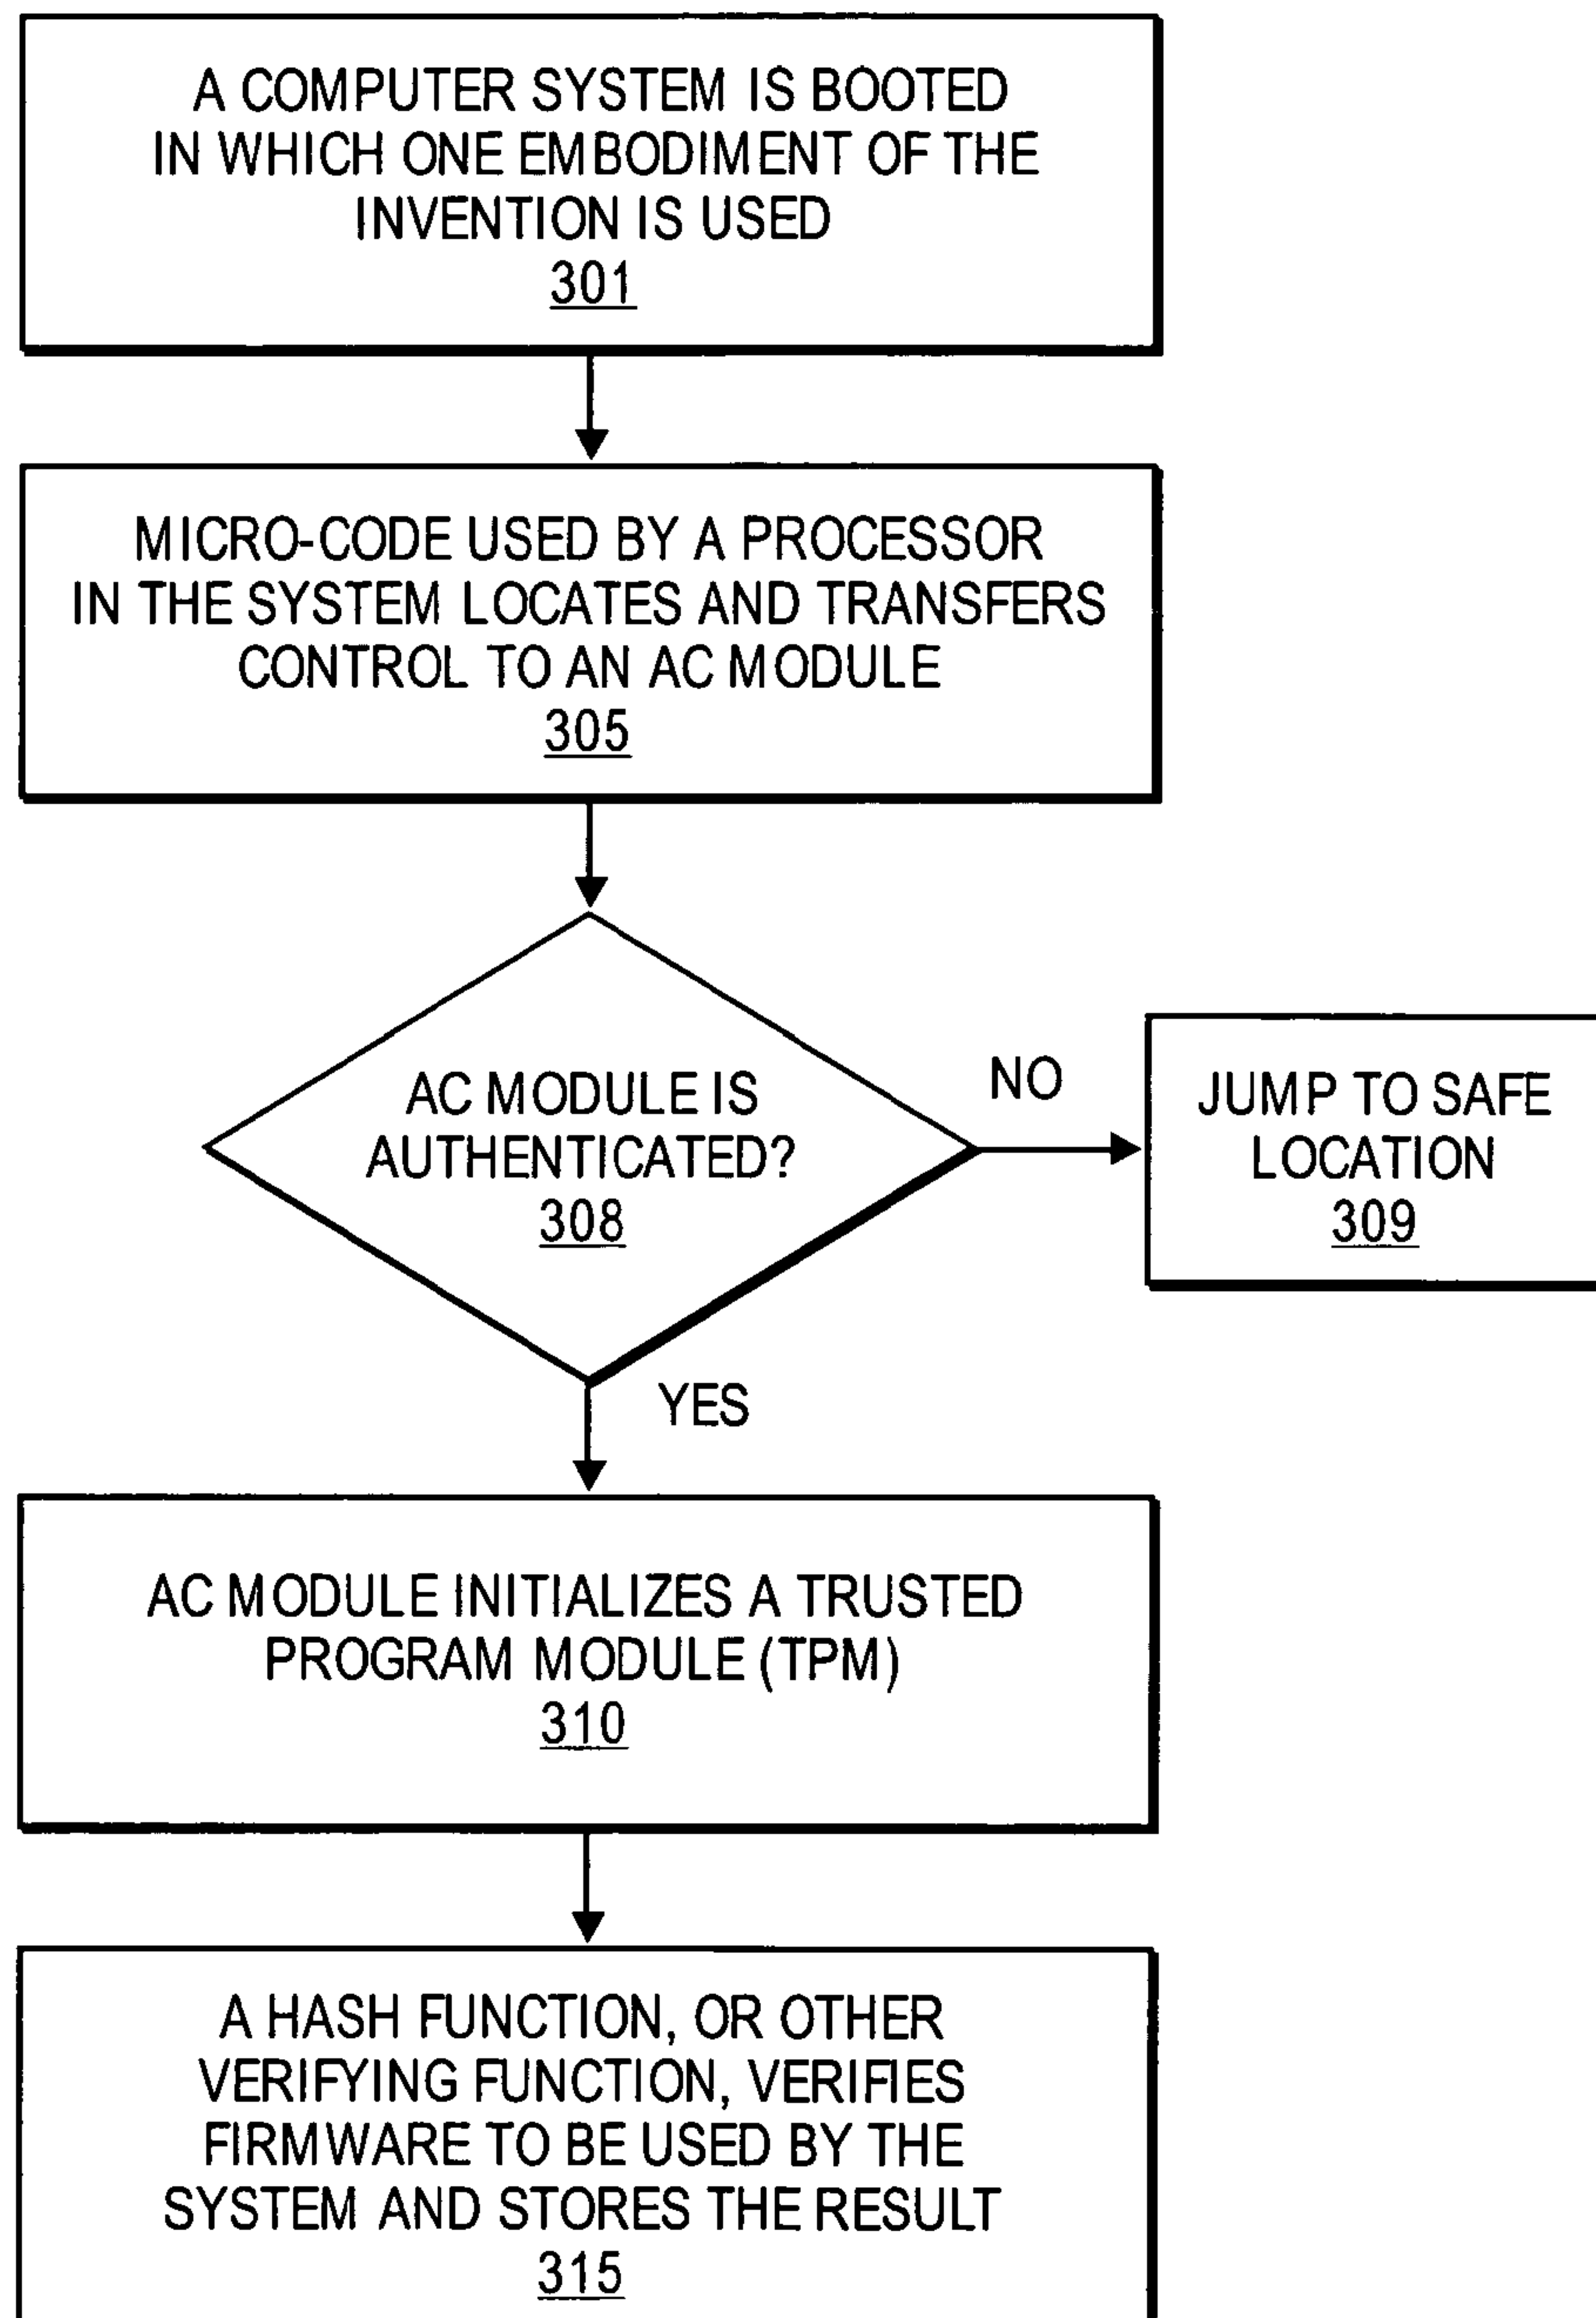 A COMPUTER SYSTEM IS BOOTED
IN WHICH ONE EMBODIMENT OF THE
INVENTION IS USED
301
MICRO-CODE USED BY A PROCESSOR
IN THE SYSTEM LOCATES AND TRANSFERS
CONTROL TO AN AC MODULE
305
AC MODULE IS
AUTHENTICATED?
308
NO
JUMP TO SAFE
LOCATION
309
YES
AC MODULE INITIALIZES A TRUSTED
PROGRAM MODULE (TPM)
310
A HASH FUNCTION, OR OTHER
VERIFYING FUNCTION, VERIFIES
FIRMWARE TO BE USED BY THE
SYSTEM AND STORES THE RESULT
315